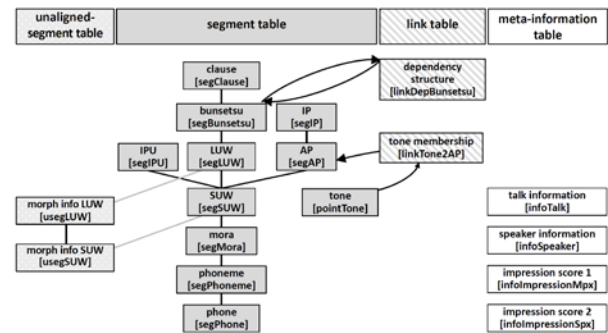 unaligned-
segment table
segment table
link table
meta-information
table
clause
[segClause]
dependency
structure
[linkDepBunsetsu]
bunsetsu
[segBunsetsu]
IP
[segIP]
IPU
[segIPU]
LUW
[segLUW]
AP
[segAP]
tone membership
[linkTone2AP]
morph info LUW
[usegLUW]
SUW
[segSUW]
tone
[pointTone]
talk information
[infoTalk]
morph info SUW
[usegSUW]
mora
[segMora]
speaker information
[infoSpeaker]
phoneme
[segPhoneme]
impression score 1
[infoImpressionMpx]
phone
[segPhone]
impression score 2
[infoImpressionSpx]